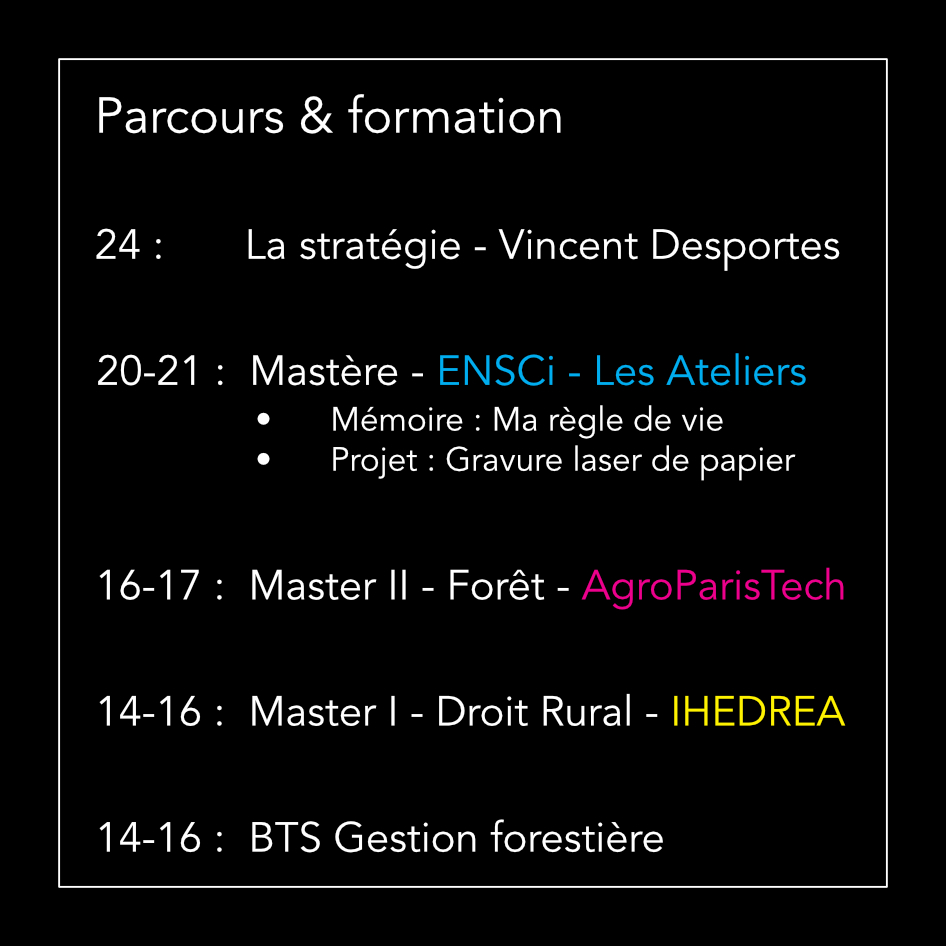 Parcours & formation
24 : La stratégie - Vincent Desportes
20-21 : Mastère - ENSCi - Les Ateliers
• Mémoire : Ma règle de vie
• Projet : Gravure laser de papier
16-17 : Master II - Forêt - AgroParisTech
14-16 : Master I - Droit Rural - IHEDREA
14-16 : BTS Gestion forestière